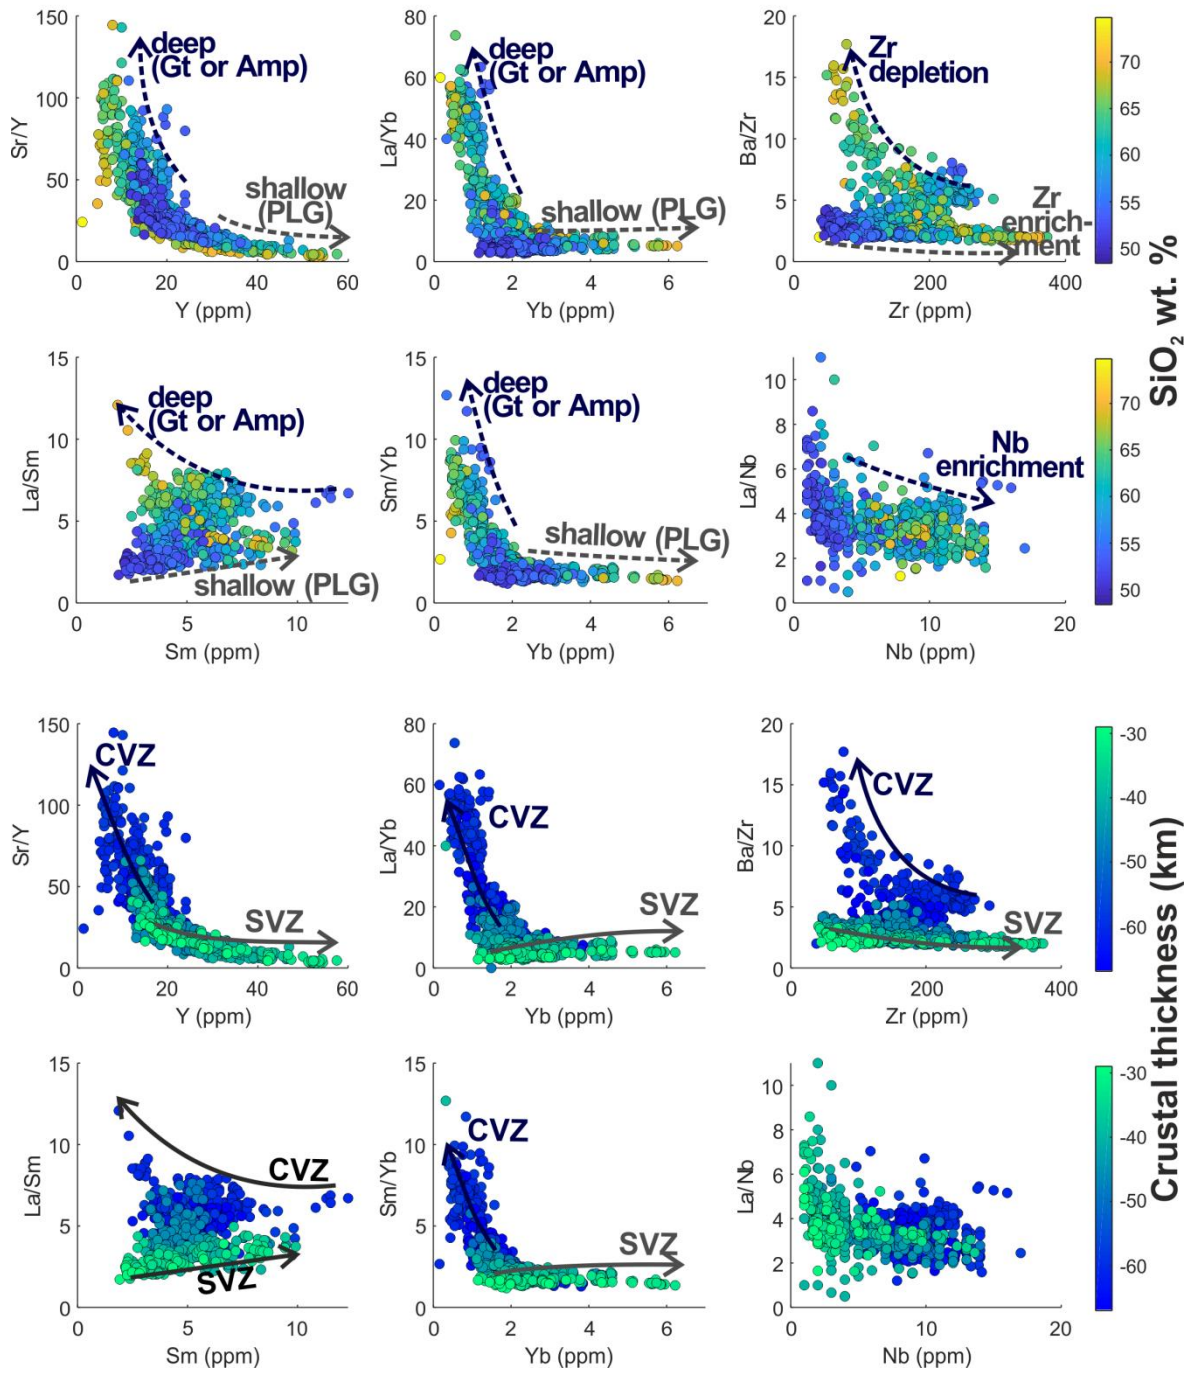 150
100
50
0
Sr/Y
0
20
40
60
Y (ppm)
deep
(Gt or Amp)
shallow
(PLG)
80
60
40
20
0
La/Yb
0
2
4
6
Yb (ppm)
deep
(Gt or Amp)
shallow (PLG)
20
15
10
5
0
Ba/Zr
0
200
400
Zr (ppm)
Zr
depletion
Zr
enrich-
ment
70
65
60
55
50
SiO2 wt. %
15
10
5
0
La/Sm
0
5
10
Sm (ppm)
deep
(Gt or Amp)
shallow (PLG)
15
10
5
0
Sm/Yb
0
2
4
6
Yb (ppm)
deep
(Gt or Amp)
shallow (PLG)
10
8
6
4
2
0
La/Nb
0
10
20
Nb (ppm)
Nb
enrichment
70
65
60
55
50
150
100
50
0
Sr/Y
0
20
40
60
Y (ppm)
CVZ
SVZ
80
60
40
20
0
La/Yb
0
2
4
6
Yb (ppm)
CVZ
SVZ
20
15
10
5
0
Ba/Zr
0
200
400
Zr (ppm)
CVZ
SVZ
-30
-40
-50
-60
Crustal thickness (km)
15
10
5
0
La/Sm
0
5
10
Sm (ppm)
CVZ
SVZ
15
10
5
0
Sm/Yb
0
2
4
6
Yb (ppm)
CVZ
SVZ
10
8
6
4
2
0
La/Nb
0
10
20
Nb (ppm)
-30
-40
-50
-60